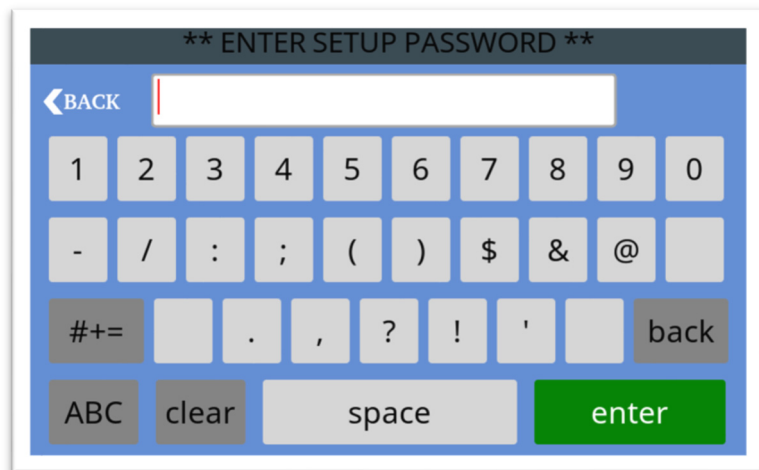 ** ENTER SETUP PASSWORD **
❮BACK
1 2 3 4 5 6 7 8 9 0
- / : ; ( ) $ & @
#+= . , ? ! ' back
ABC clear space enter